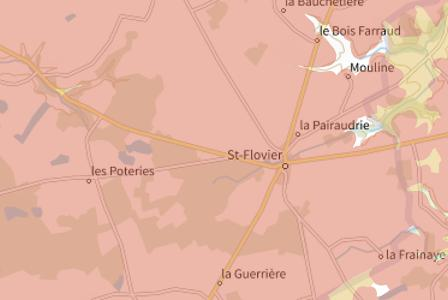 la Bauchetière
le Bois Farraud
Mouline
la Pairaudrie
St-Flovier
les Poteries
la Frainaye
la Guerrière